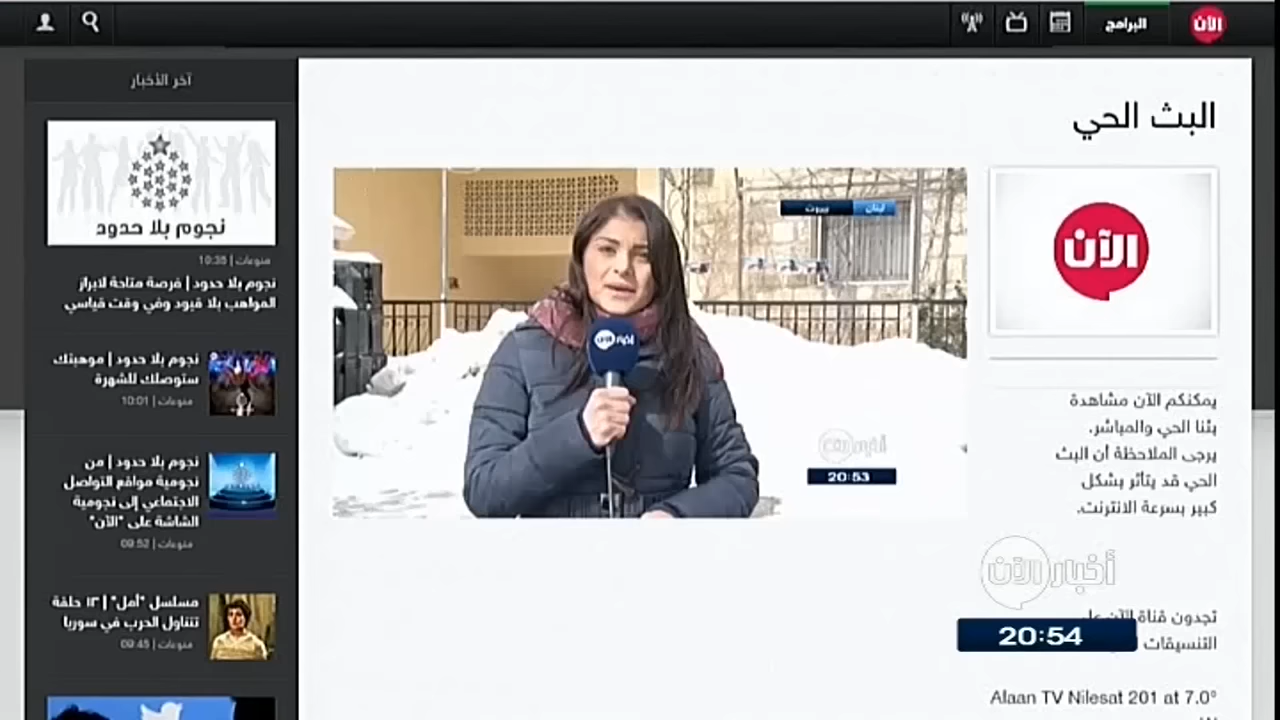 البرامج
الآن
البث الحي
الآن
يمكنكم الآن مشاهدة
بثنا الحي والمباشر.
يرجى الملاحظة أن البث
الحي قد يتأثر بشكل
كبير بسرعة الانترنت.
تجدون قناة الآن على
التنسيقات
Alaan TV Nilesat 201 at 7.0°
لبنان
بيروت
أخبار الآن
أخبار الآن
20:53
أخبار الآن
20:54
آخر الأخبار
نجوم بلا حدود
منوعات | 10:35
نجوم بلا حدود | فرصة متاحة لابراز
المواهب بلا قيود وفي وقت قياسي
نجوم بلا حدود | موهبتك
ستوصلك للشهرة
منوعات | 10:01
نجوم بلا حدود | من
نجومية مواقع التواصل
الاجتماعي إلى نجومية
الشاشة على "الآن"
منوعات | 09:52
مسلسل "أمل" | ١٣ حلقة
تتناول الحرب في سوريا
منوعات | 09:45